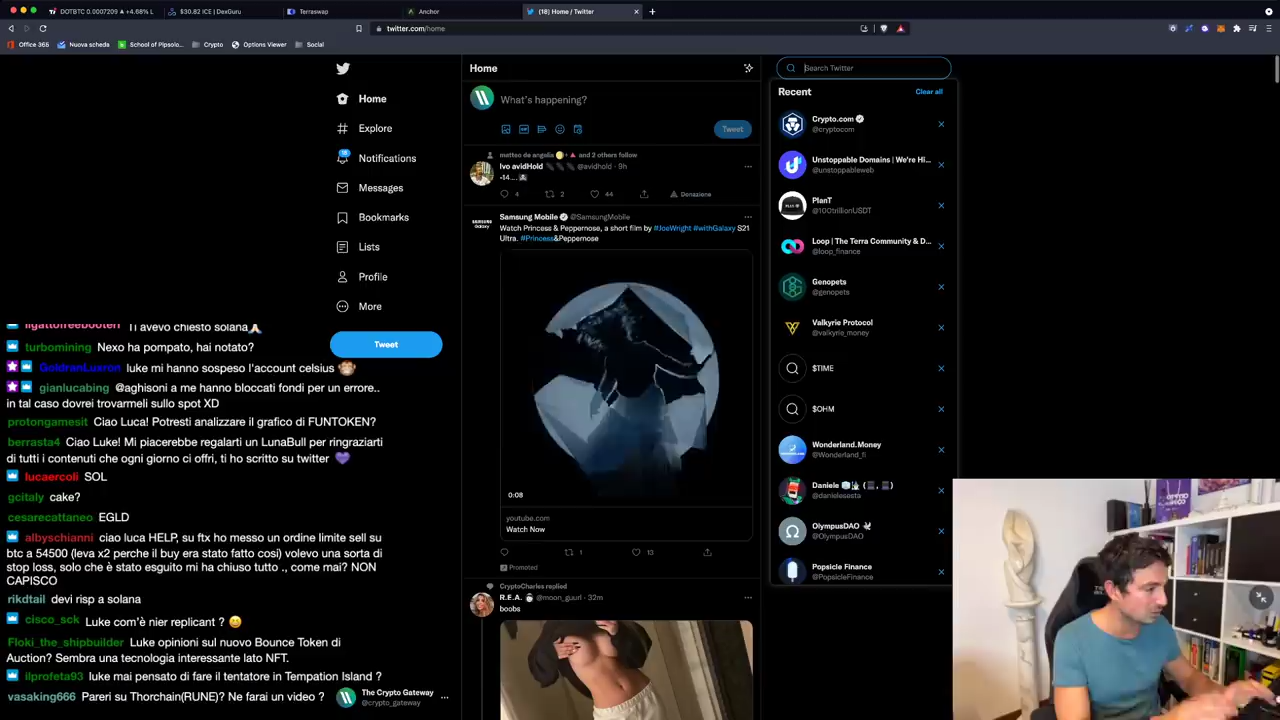 DOTBTC 0.0007209 ▲ +4.68% L
$30.82 ICE | DexGuru
Terraswap
Anchor
(18) Home / Twitter
twitter.com/home
Office 365
Nuova scheda
School of Pipsolo...
Crypto
Options Viewer
Social
Home
Explore
18
Notifications
Messages
Bookmarks
Lists
Profile
More
Tweet
Ti avevo chiesto solana
turbomining Nexo ha pompato, hai notato?
GoldranLusron luke mi hanno sospeso l'account celsius
gianlucabing @aghisoni a me hanno bloccati fondi per un errore..
in tal caso dovrei trovarmeli sullo spot XD
protongamesit Ciao Luca! Potresti analizzare il grafico di FUNTOKEN?
berrasta4 Ciao Luke! Mi piacerebbe regalarti un LunaBull per ringraziarti
di tutti i contenuti che ogni giorno ci offri, ti ho scritto su twitter
lucaercoli SOL
gcitaly cake?
cesarecattaneo EGLD
albyschianni ciao luca HELP, su ftx ho messo un ordine limite sell su
btc a 54500 (leva x2 perche il buy era stato fatto cosi) volevo una sorta di
stop loss, solo che è stato esguito mi ha chiuso tutto ., come mai? NON
CAPISCO
rikdtail devi risp a solana
cisco_sck Luke com'è nier replicant ?
Floki_the_shipbuilder Luke opinioni sul nuovo Bounce Token di
Auction? Sembra una tecnologia interessante lato NFT.
ilprofeta93 luke mai pensato di fare il tentatore in Tempation Island ?
vasaking666 Pareri su Thorchain(RUNE)? Ne farai un video ?
The Crypto Gateway
@crypto_gateway
Home
What's happening?
Tweet
matteo de angelis and 2 others follow
Ivo avidHold @avidhold · 9h
-14...
4 2 44 Donazione
Samsung Mobile @SamsungMobile
Watch Princess & Peppernose, a short film by #JoeWright #withGalaxy S21
Ultra. #Princess&Peppernose
0:08
youtube.com
Watch Now
1 13
Promoted
CryptoCharles replied
R.E.A. @moon_guurl · 32m
boobs
Search Twitter
Recent
Clear all
Crypto.com
@cryptocom
Unstoppable Domains | We're Hi...
@unstoppableweb
PlanT
@100trillionUSDT
Loop | The Terra Community & D...
@loop_finance
Genopets
@genopets
Valkyrie Protocol
@valkyrie_money
$TIME
$OHM
Wonderland.Money
@Wonderland_fi
Daniele
@danielesesta
OlympusDAO
@OlympusDAO
Popsicle Finance
@PopsicleFinance